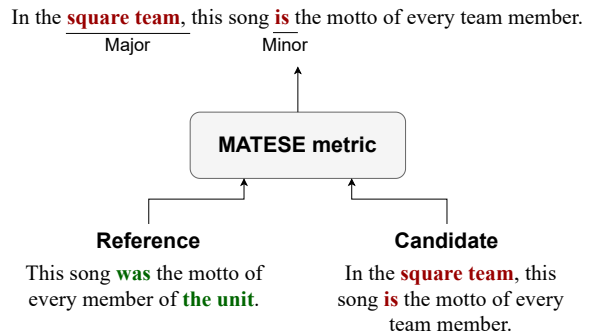 In the square team, this song is the motto of every team member.
Major Minor
MATESE metric
Reference Candidate
This song was the motto of
every member of the unit.
In the square team, this
song is the motto of every
team member.